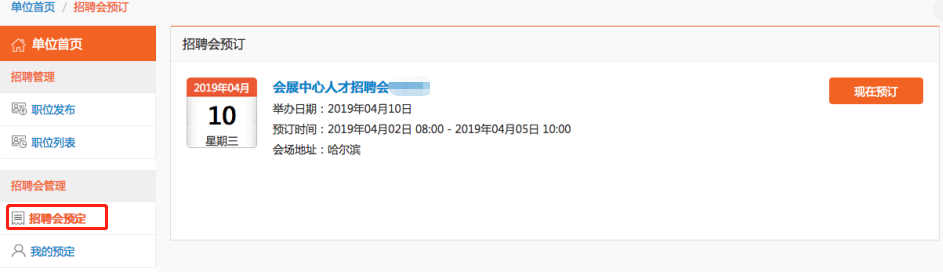 单位首页 / 招聘会预订
单位首页
招聘管理
职位发布
职位列表
招聘会管理
招聘会预定
我的预定
招聘会预订
2019年04月
10
星期三
会展中心人才招聘会
举办日期：2019年04月10日
预订时间：2019年04月02日 08:00 - 2019年04月05日 10:00
会场地址：哈尔滨
现在预订